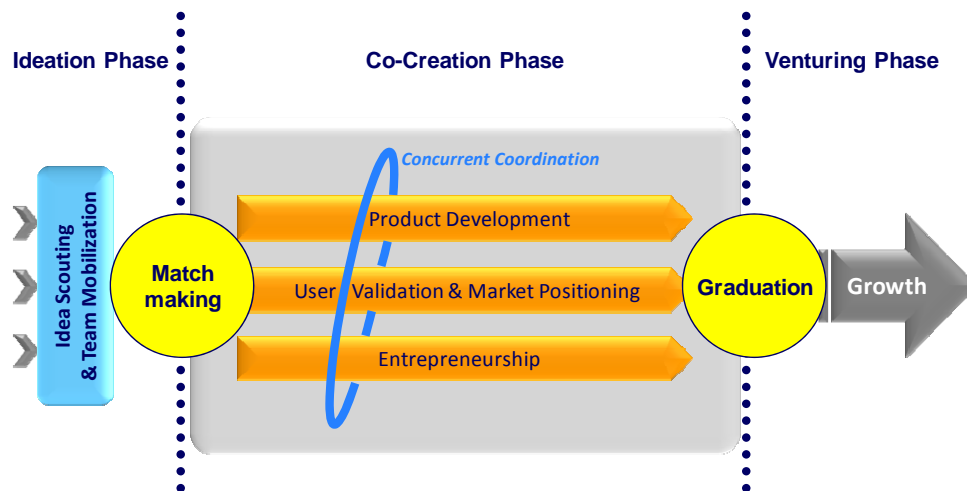 Ideation Phase
Co-Creation Phase
Venturing Phase
Concurrent Coordination
Idea Scouting
& Team Mobilization
Match
making
Product Development
User Validation & Market Positioning
Entrepreneurship
Graduation
Growth